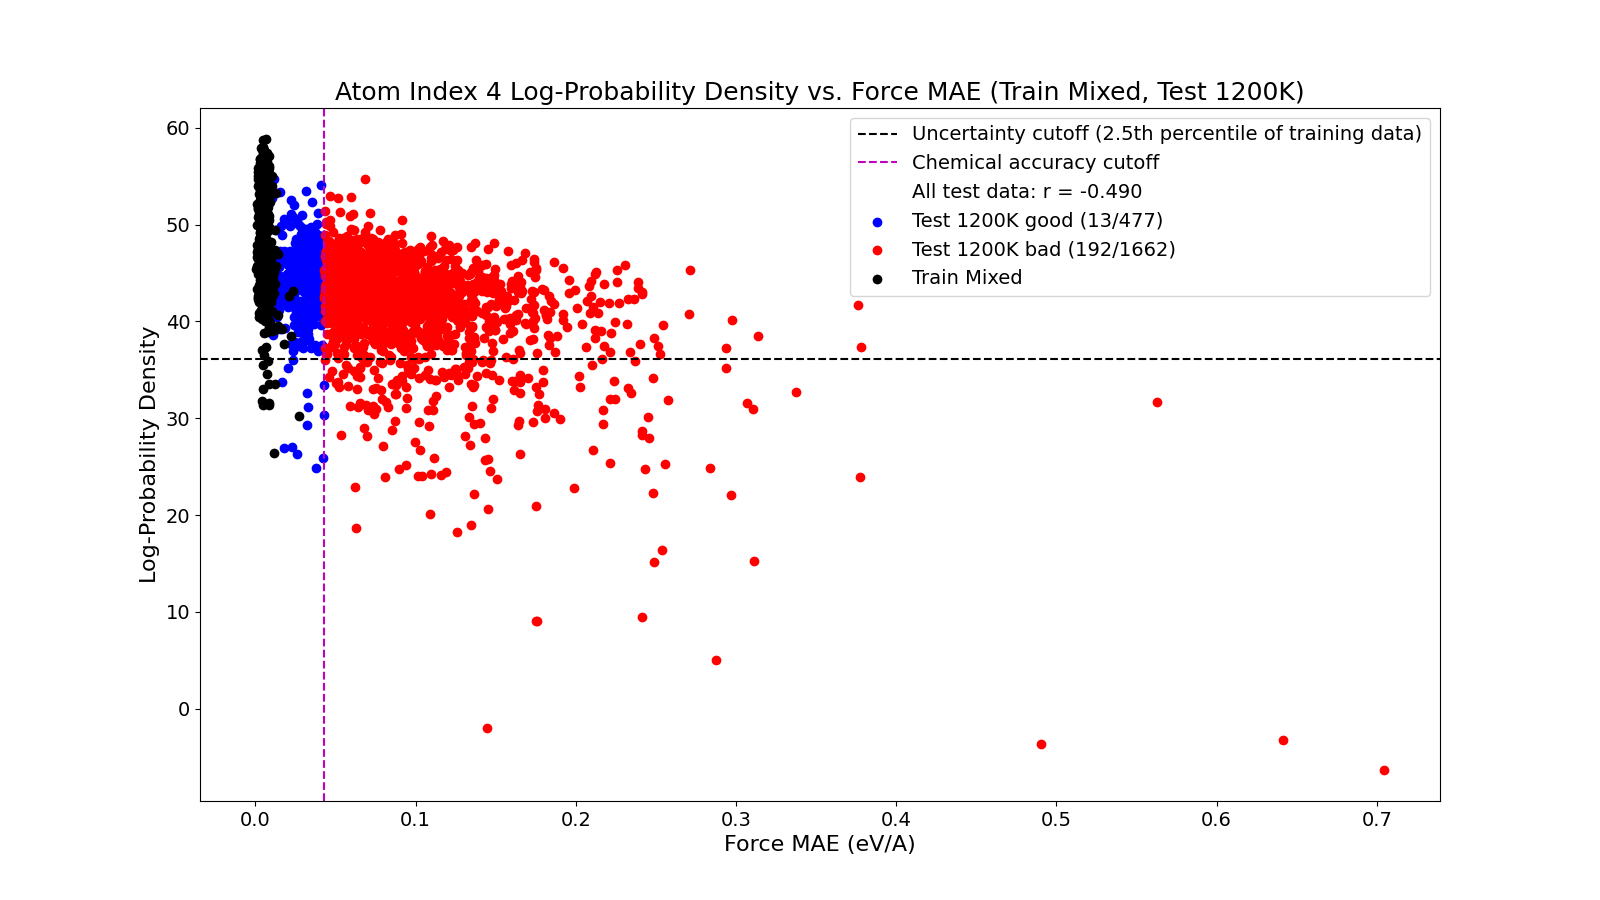 Atom Index 4 Log-Probability Density vs. Force MAE (Train Mixed, Test 1200K)
Uncertainty cutoff (2.5th percentile of training data)
Chemical accuracy cutoff
All test data: r = -0.490
Test 1200K good (13/477)
Test 1200K bad (192/1662)
Train Mixed
Log-Probability Density
60
50
40
30
20
10
0
0.0 0.1 0.2 0.3 0.4 0.5 0.6 0.7
Force MAE (eV/A)